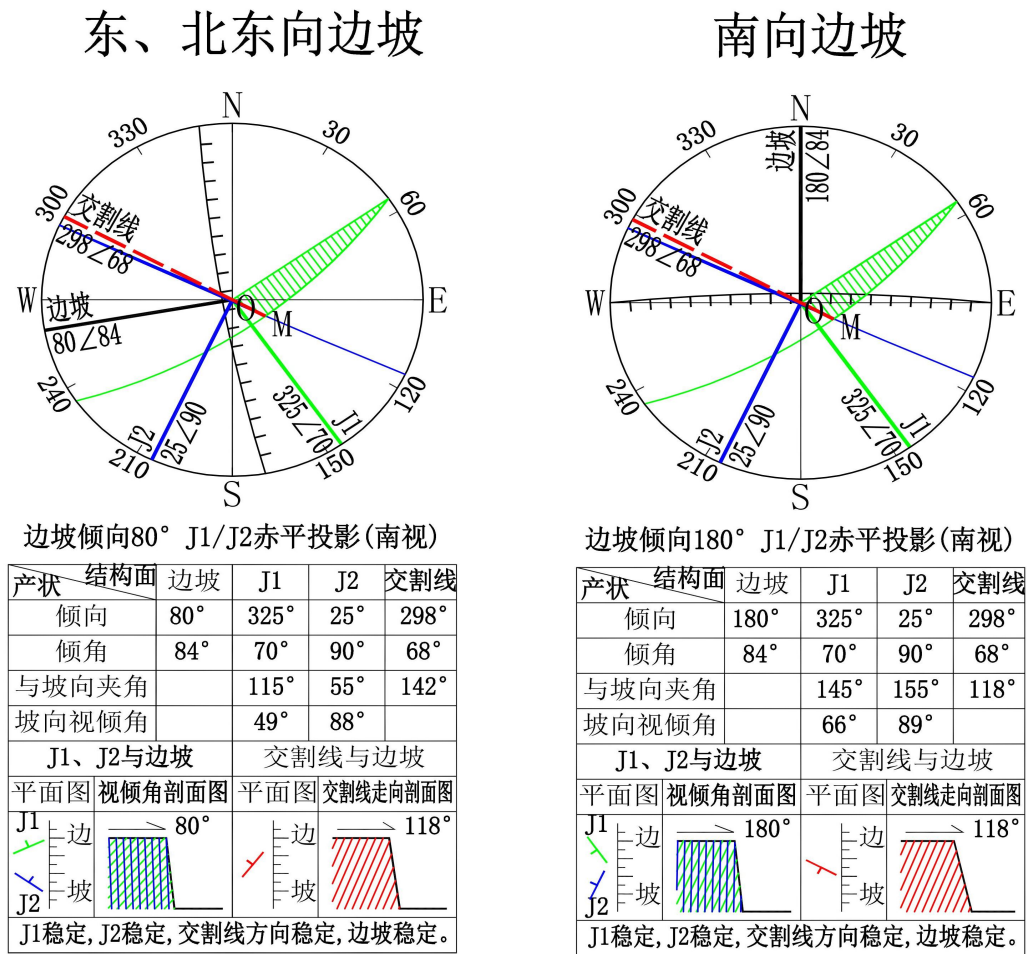 东、北东向边坡
N
330
30
300
60
交割线
298∠68
W
边坡
O
E
M
80∠84
240
120
J2
25∠90
325∠70
J1
210
150
S
边坡倾向80° J1/J2赤平投影(南视)
产状 结构面 边坡 J1 J2 交割线
倾向 80° 325° 25° 298°
倾角 84° 70° 90° 68°
与坡向夹角 115° 55° 142°
坡向视倾角 49° 88°
J1、J2与边坡 交割线与边坡
平面图 视倾角剖面图 平面图 交割线走向剖面图
J1 边 80° 边 118°
J2 坡 坡
J1稳定,J2稳定,交割线方向稳定,边坡稳定。
南向边坡
N
330
30
边坡
180∠84
300
60
交割线
298∠68
W
O
E
M
240
120
J2
25∠90
325∠70
J1
210
150
S
边坡倾向180° J1/J2赤平投影(南视)
产状 结构面 边坡 J1 J2 交割线
倾向 180° 325° 25° 298°
倾角 84° 70° 90° 68°
与坡向夹角 145° 155° 118°
坡向视倾角 66° 89°
J1、J2与边坡 交割线与边坡
平面图 视倾角剖面图 平面图 交割线走向剖面图
J1 边 180° 边 118°
J2 坡 坡
J1稳定,J2稳定,交割线方向稳定,边坡稳定。